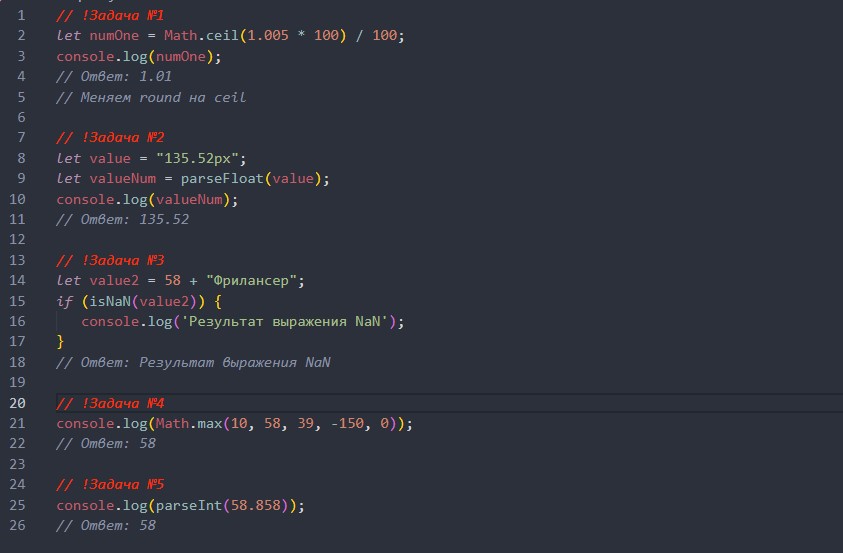 1 // !Задача №1
2 let numOne = Math.ceil(1.005 * 100) / 100;
3 console.log(numOne);
4 // Ответ: 1.01
5 // Меняем round на ceil
6
7 // !Задача №2
8 let value = "135.52px";
9 let valueNum = parseFloat(value);
10 console.log(valueNum);
11 // Ответ: 135.52
12
13 // !Задача №3
14 let value2 = 58 + "Фрилансер";
15 if (isNaN(value2)) {
16 console.log('Результат выражения NaN');
17 }
18 // Ответ: Результат выражения NaN
19
20 // !Задача №4
21 console.log(Math.max(10, 58, 39, -150, 0));
22 // Ответ: 58
23
24 // !Задача №5
25 console.log(parseInt(58.858));
26 // Ответ: 58